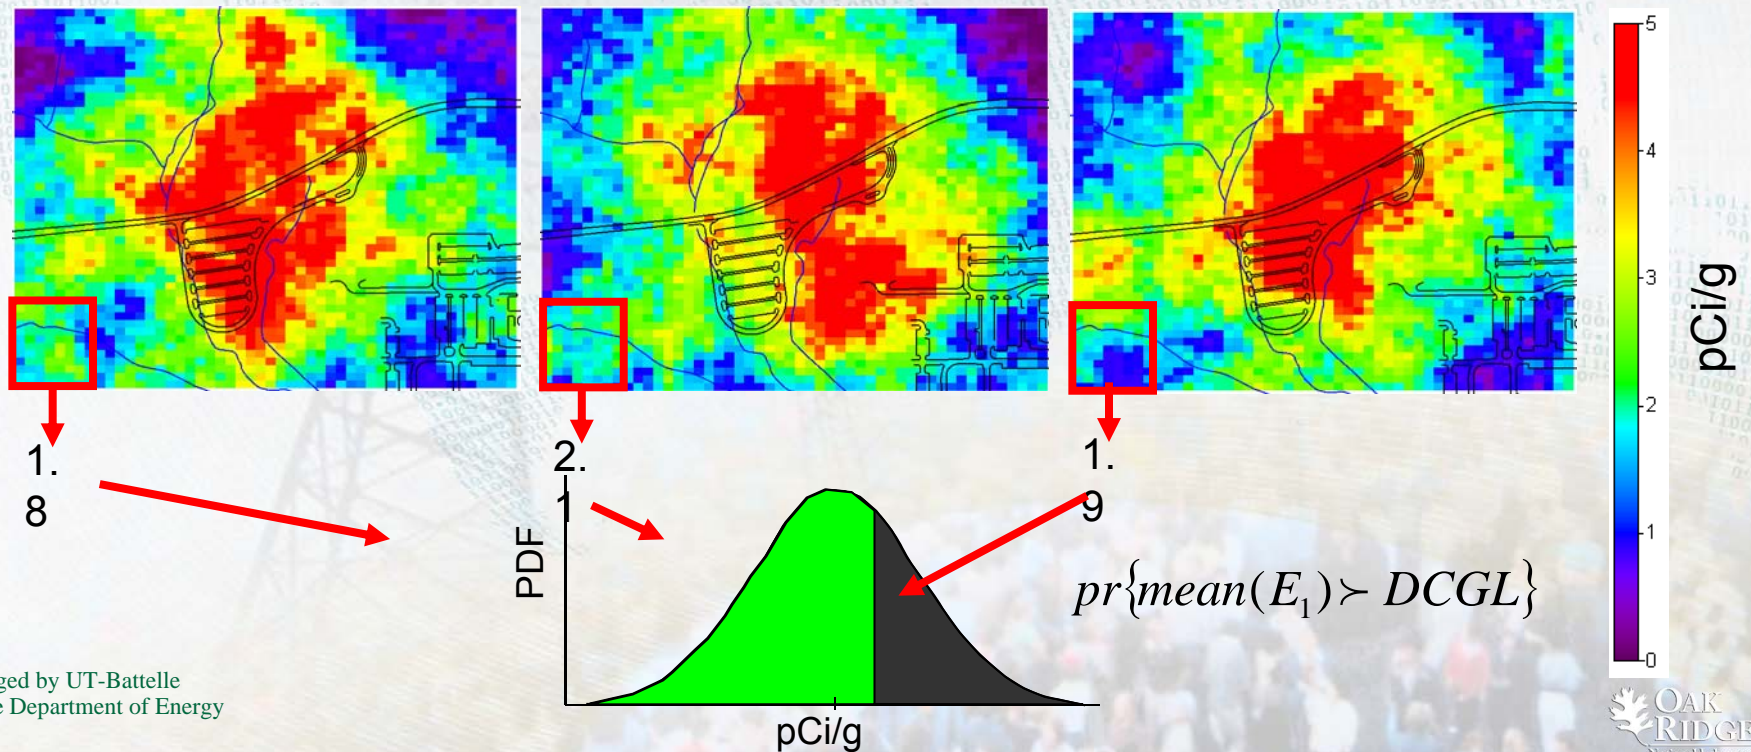 5
4
3
2
1
0
pCi/g
1.
8
2.
1
1.
9
PDF
pCi/g
pr{mean(E₁)≻ DCGL}
ged by UT-Battelle
e Department of Energy
OAK
RIDGE